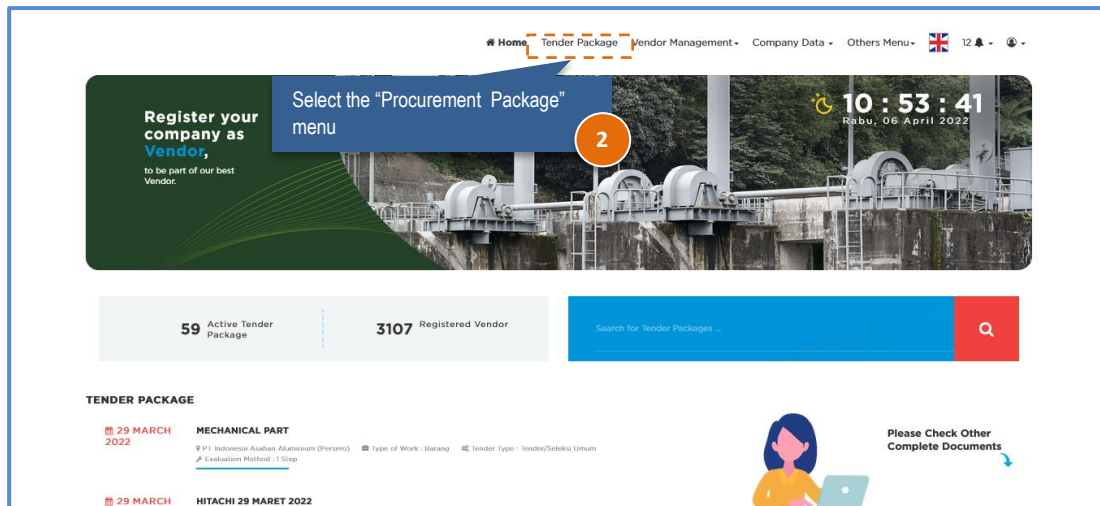 Home Tender Package Vendor Management Company Data Others Menu 12
Select the “Procurement Package”
menu
2
Register your
company as
Vendor,
to be part of our best
Vendor.
10 : 53 : 41
Rabu, 06 April 2022
59 Active Tender
Package
3107 Registered Vendor
Search for Tender Packages ...
TENDER PACKAGE
29 MARCH
2022
MECHANICAL PART
PT Indonesia Asahan Aluminium (Persero) Type of Work : Barang Tender Type : Tender/Seleksi Umum
Evaluation Method : 1 Step
Please Check Other
Complete Documents
29 MARCH
HITACHI 29 MARET 2022